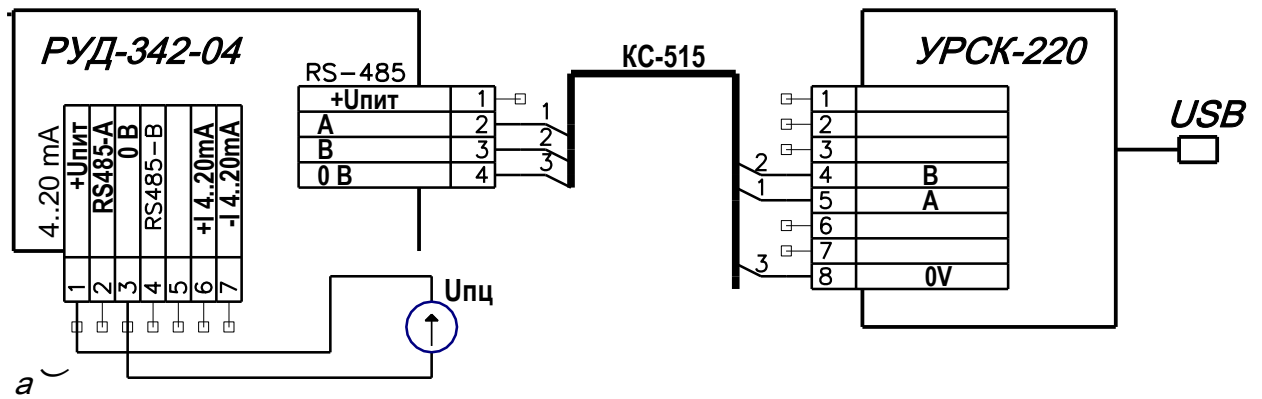 РУД-342-04
RS-485
+Uпит 1
A 2
B 3
0 B 4
4..20 mA
+Uпит 1
RS485-A 2
0 B 3
RS485-B 4
5
+I 4..20mA 6
-I 4..20mA 7
1
2
3
КС-515
2
1
3
УРСК-220
1
2
3
4 B
5 A
6
7
8 0V
USB
Uпц
a